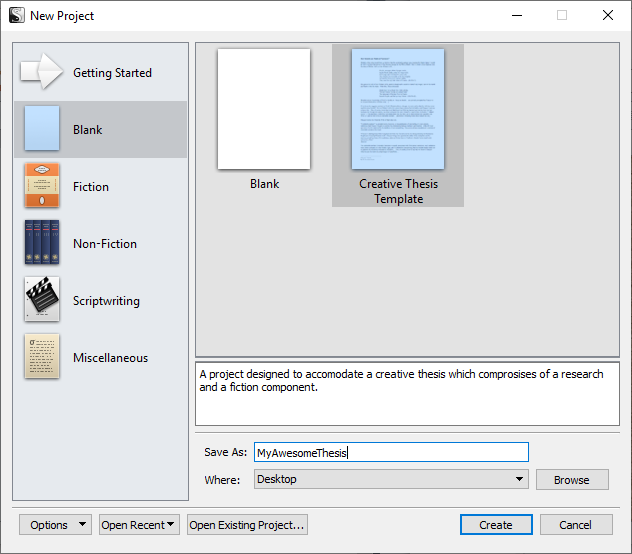 New Project
Getting Started
Blank
Fiction
Non-Fiction
Scriptwriting
Miscellaneous
Blank
Creative Thesis
Template
A project designed to accomodate a creative thesis which comprosises of a research
and a fiction component.
Save As: MyAwesomeThesis
Where: Desktop
Browse
Options
Open Recent
Open Existing Project...
Create
Cancel